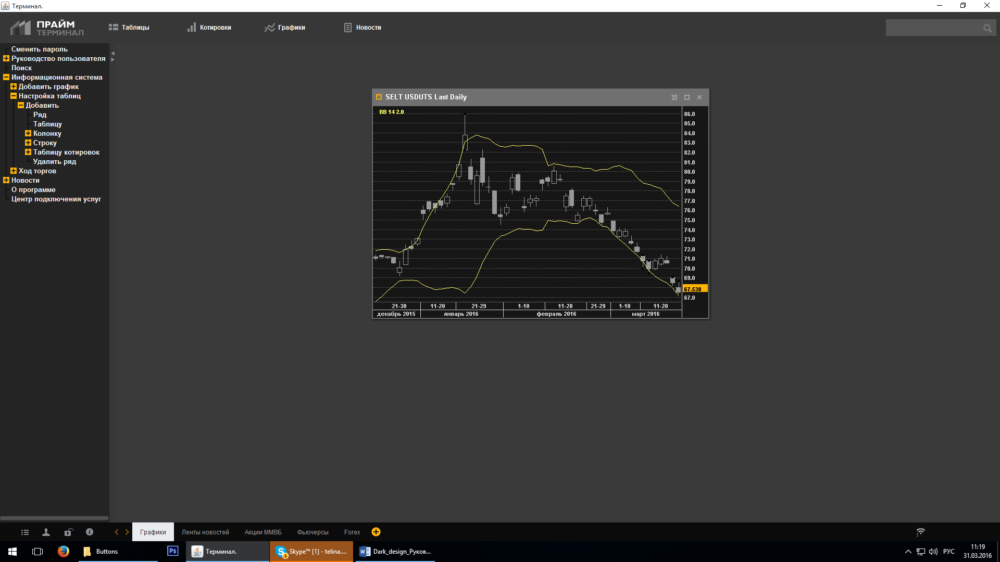 Терминал.
ПРАЙМ
ТЕРМИНАЛ
Таблицы
Котировки
Графики
Новости
Сменить пароль
Руководство пользователя
Поиск
Информационная система
Добавить график
Настройка таблиц
Добавить
Ряд
Таблицу
Колонку
Строку
Таблицу котировок
Удалить ряд
Ход торгов
Новости
О программе
Центр подключения услуг
SELT USDUTS Last Daily
BB 14 2.0
86.0
85.0
84.0
83.0
82.0
81.0
80.0
79.0
78.0
77.0
76.0
75.0
74.0
73.0
72.0
71.0
70.0
69.0
67.538
67.0
21-30 11-20 21-29 1-10 11-20 21-29 1-10 11-20
декабрь 2015 январь 2016 февраль 2016 март 2016
Графики
Ленты новостей
Акции ММВБ
Фьючерсы
Forex
1
Buttons
Ps
Терминал.
Skype™ [1] - telina....
1
Dark_design_Руков...
РУС
11:19
31.03.2016